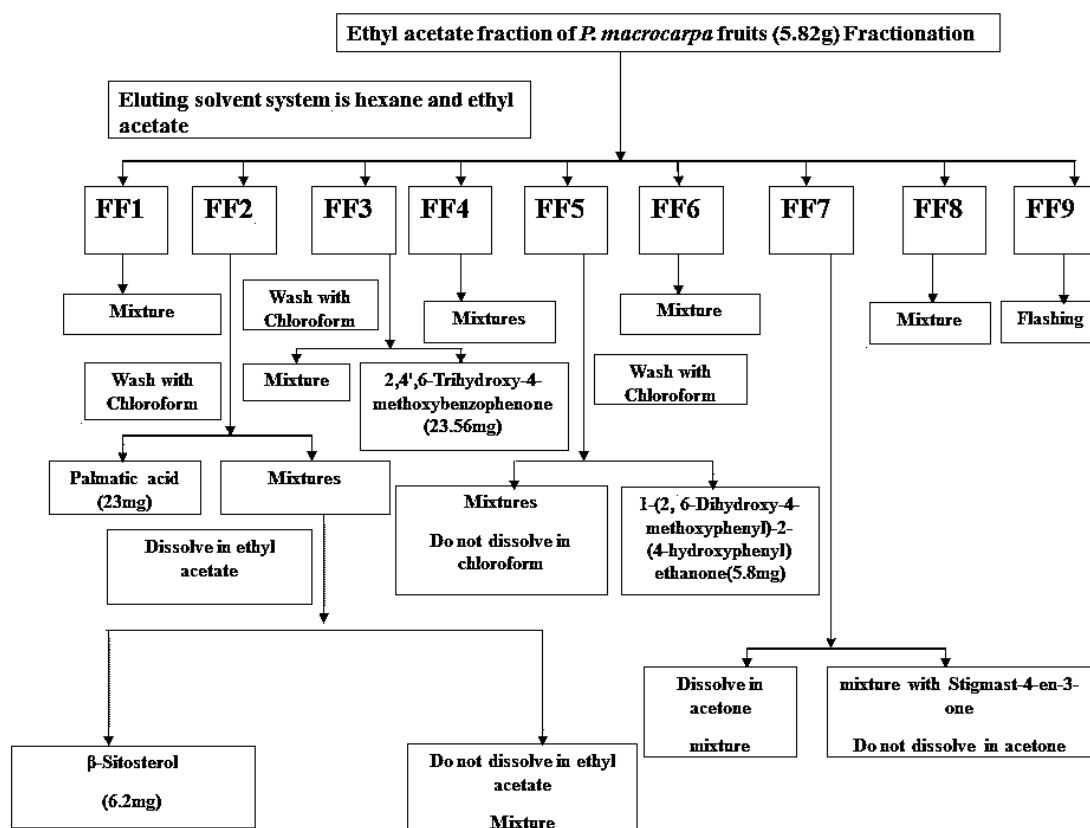 Ethyl acetate fraction of P. macrocarpa fruits (5.82g) Fractionation
Eluting solvent system is hexane and ethyl
acetate
FF1
FF2
FF3
FF4
FF5
FF6
FF7
FF8
FF9
Mixture
Wash with
Chloroform
Mixtures
Mixture
Mixture
Flashing
Wash with
Chloroform
Mixture
2,4',6-Trihydroxy-4-
methoxybenzophenone
(23.56mg)
Wash with
Chloroform
Palmatic acid
(23mg)
Mixtures
Mixtures
Do not dissolve in
chloroform
1-(2, 6-Dihydroxy-4-
methoxyphenyl)-2-
(4-hydroxyphenyl)
ethanone(5.8mg)
Dissolve in ethyl
acetate
Dissolve in
acetone
mixture
mixture with Stigmast-4-en-3-
one
Do not dissolve in acetone
β-Sitosterol
(6.2mg)
Do not dissolve in ethyl
acetate
Mixture